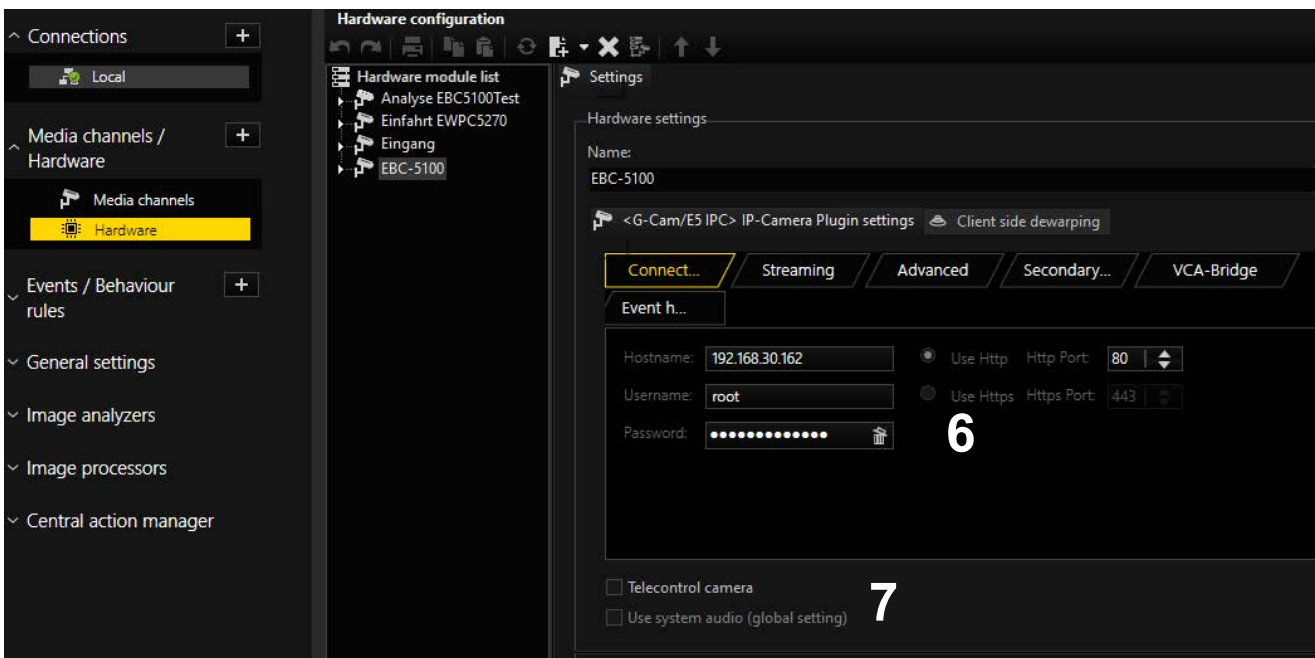 Connections +
Local
Media channels /
Hardware +
Media channels
Hardware
Events / Behaviour
rules +
General settings
Image analyzers
Image processors
Central action manager
Hardware configuration
Hardware module list
Analyse EBC5100Test
Einfahrt EWPC5270
Eingang
EBC-5100
Settings
Hardware settings
Name:
EBC-5100
<G-Cam/E5 IPC> IP-Camera Plugin settings Client side dewarping
Connect... Streaming Advanced Secondary... VCA-Bridge
Event h...
Hostname: 192.168.30.162 Use Http Http Port: 80
Username: root Use Https Https Port: 443
Password: ●●●●●●●●●●●●● 6
Telecontrol camera
Use system audio (global setting) 7